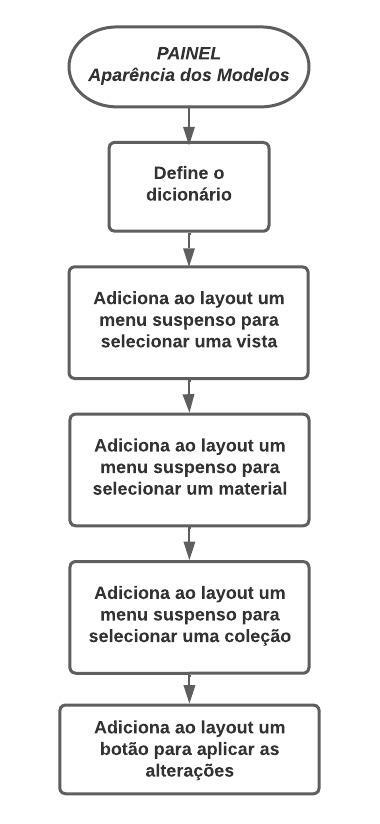 PAINEL
Aparência dos Modelos
Define o
dicionário
Adiciona ao layout um
menu suspenso para
selecionar uma vista
Adiciona ao layout um
menu suspenso para
selecionar um material
Adiciona ao layout um
menu suspenso para
selecionar uma coleção
Adiciona ao layout um
botão para aplicar as
alterações